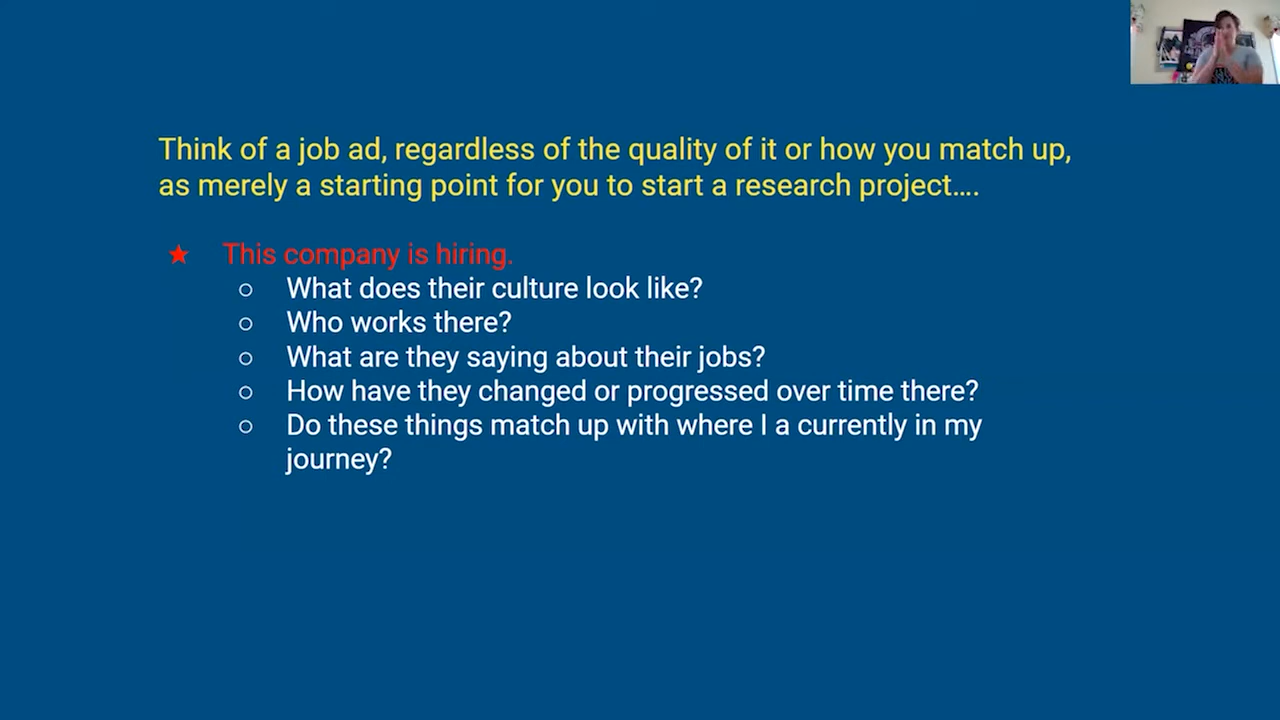 Think of a job ad, regardless of the quality of it or how you match up,
as merely a starting point for you to start a research project....
★ This company is hiring.
○ What does their culture look like?
○ Who works there?
○ What are they saying about their jobs?
○ How have they changed or progressed over time there?
○ Do these things match up with where I a currently in my
journey?